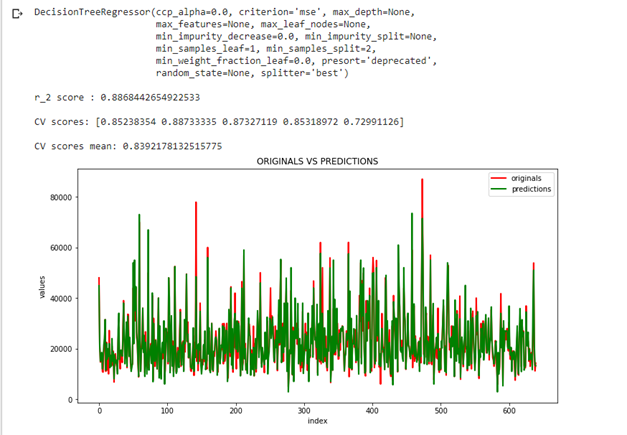 DecisionTreeRegressor(ccp_alpha=0.0, criterion='mse', max_depth=None,
max_features=None, max_leaf_nodes=None,
min_impurity_decrease=0.0, min_impurity_split=None,
min_samples_leaf=1, min_samples_split=2,
min_weight_fraction_leaf=0.0, presort='deprecated',
random_state=None, splitter='best')
r_2 score : 0.8868442654922533
CV scores: [0.85238354 0.88733335 0.87327119 0.85318972 0.72991126]
CV scores mean: 0.8392178132515775
ORIGINALS VS PREDICTIONS
originals
predictions
80000
60000
40000
20000
0
values
100 200 300 400 500 600
index